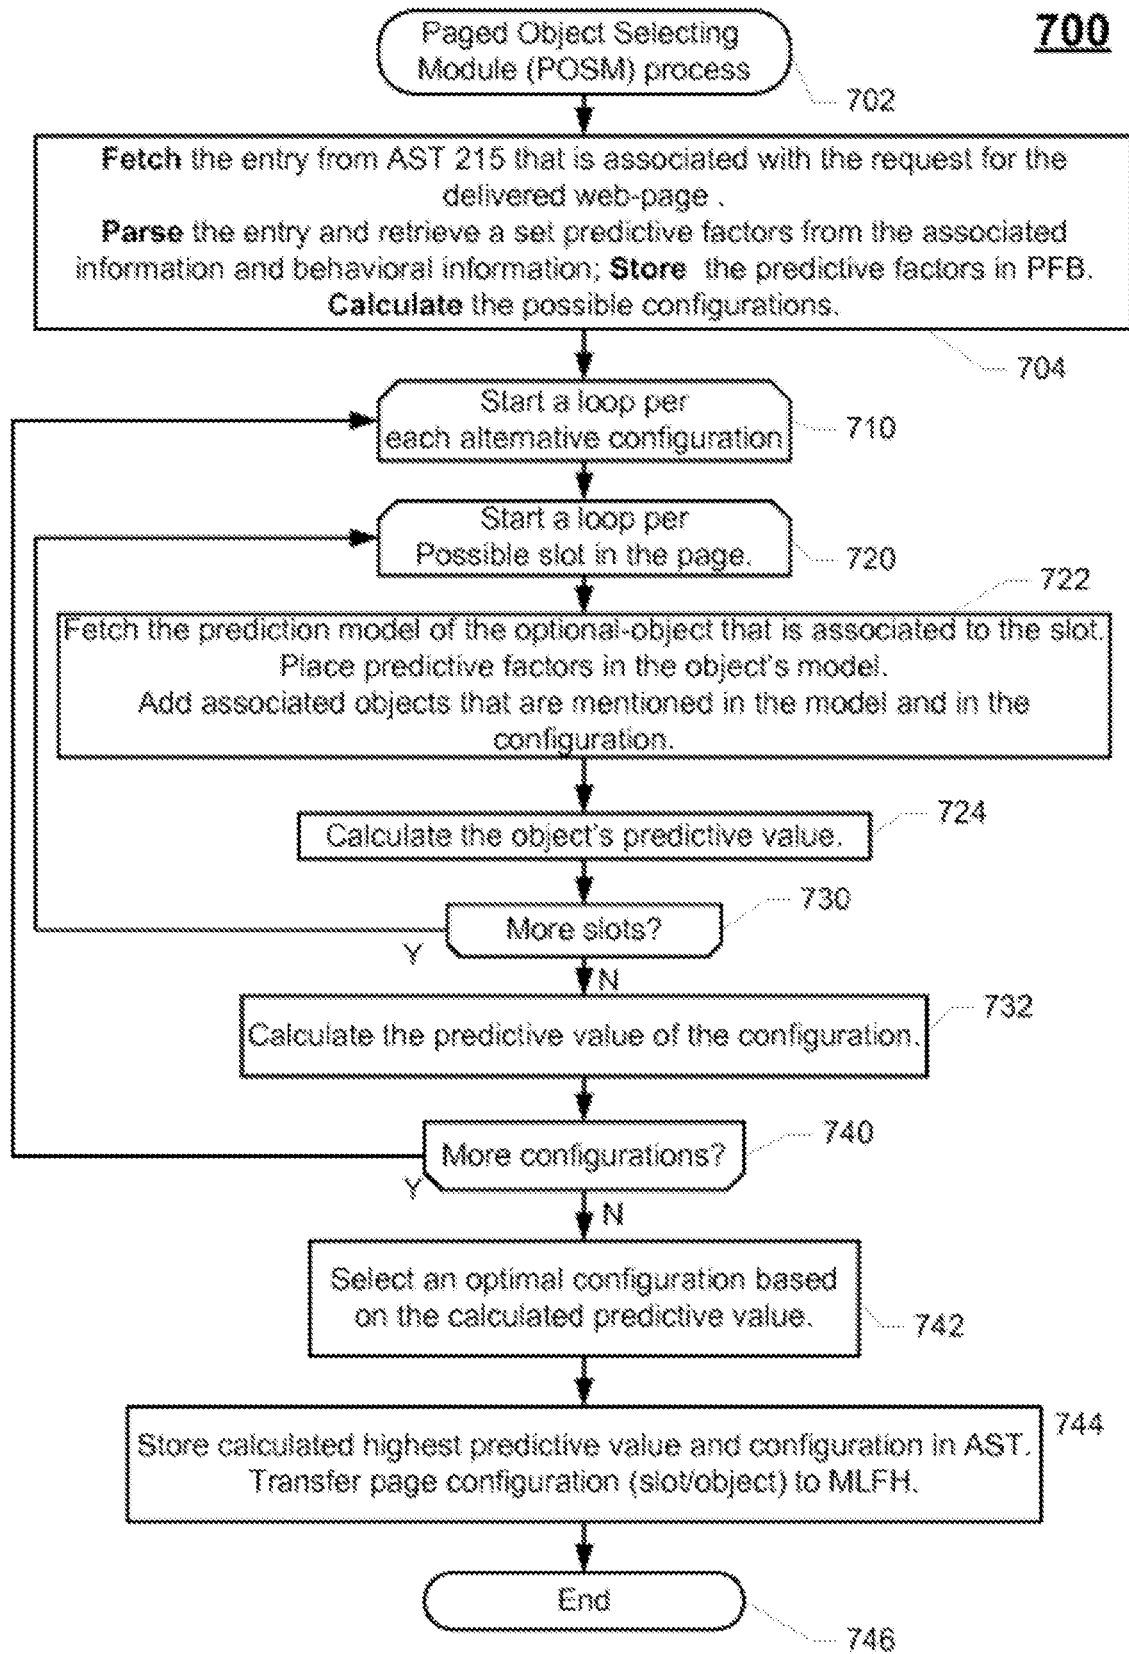 700
Paged Object Selecting
Module (POSM) process
702
Fetch the entry from AST 215 that is associated with the request for the
delivered web-page .
Parse the entry and retrieve a set predictive factors from the associated
information and behavioral information; Store the predictive factors in PFB.
Calculate the possible configurations.
704
Start a loop per
each alternative configuration
710
Start a loop per
Possible slot in the page.
720
722
Fetch the prediction model of the optional-object that is associated to the slot.
Place predictive factors in the object's model.
Add associated objects that are mentioned in the model and in the
configuration.
724
Calculate the object's predictive value.
730
More slots?
Y
N
732
Calculate the predictive value of the configuration.
740
More configurations?
Y
N
Select an optimal configuration based
on the calculated predictive value.
742
744
Store calculated highest predictive value and configuration in AST.
Transfer page configuration (slot/object) to MLFH.
End
746